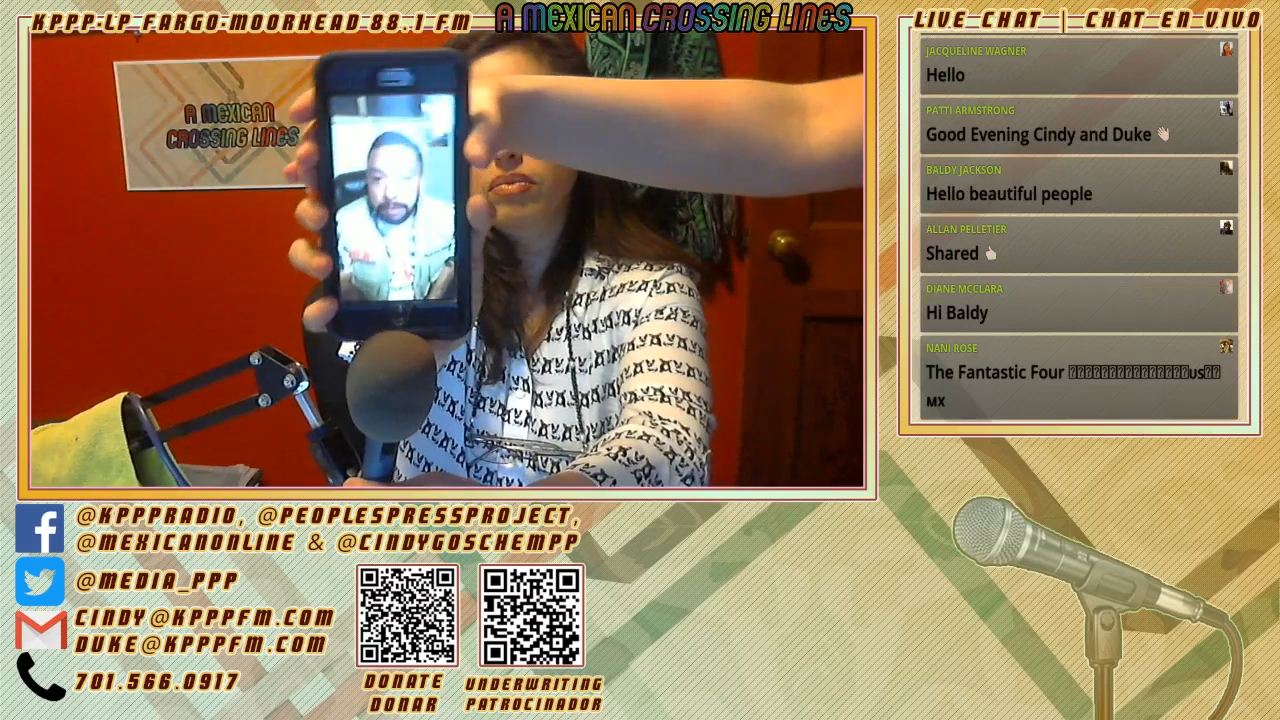 KPPP-LP FARGO-MOORHEAD 88.1 FM
A MEXICAN CROSSING LINES
LIVE CHAT | CHAT EN VIVO
A MEXICAN
CROSSING LINES
JACQUELINE WAGNER
Hello
PATTI ARMSTRONG
Good Evening Cindy and Duke 👋🏻
BALDY JACKSON
Hello beautiful people
ALLAN PELLETIER
Shared 👍🏻
DIANE MCCLARA
Hi Baldy
NANI ROSE
The Fantastic Four us
MX
@KPPPRADIO, @PEOPLESPRESSPROJECT,
@MEXICANONLINE & @CINDYGOSCHEMPP
@MEDIA_PPP
CINDY@KPPPFM.COM
DUKE@KPPPFM.COM
701.566.0917
DONATE
DONAR
UNDERWRITING
PATROCINADOR